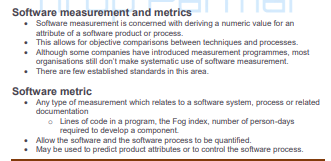 Software measurement and metrics
• Software measurement is concerned with deriving a numeric value for an
attribute of a software product or process.
• This allows for objective comparisons between techniques and processes.
• Although some companies have introduced measurement programmes, most
organisations still don't make systematic use of software measurement.
• There are few established standards in this area.
Software metric
• Any type of measurement which relates to a software system, process or related
documentation
o Lines of code in a program, the Fog index, number of person-days
required to develop a component.
• Allow the software and the software process to be quantified.
• May be used to predict product attributes or to control the software process.